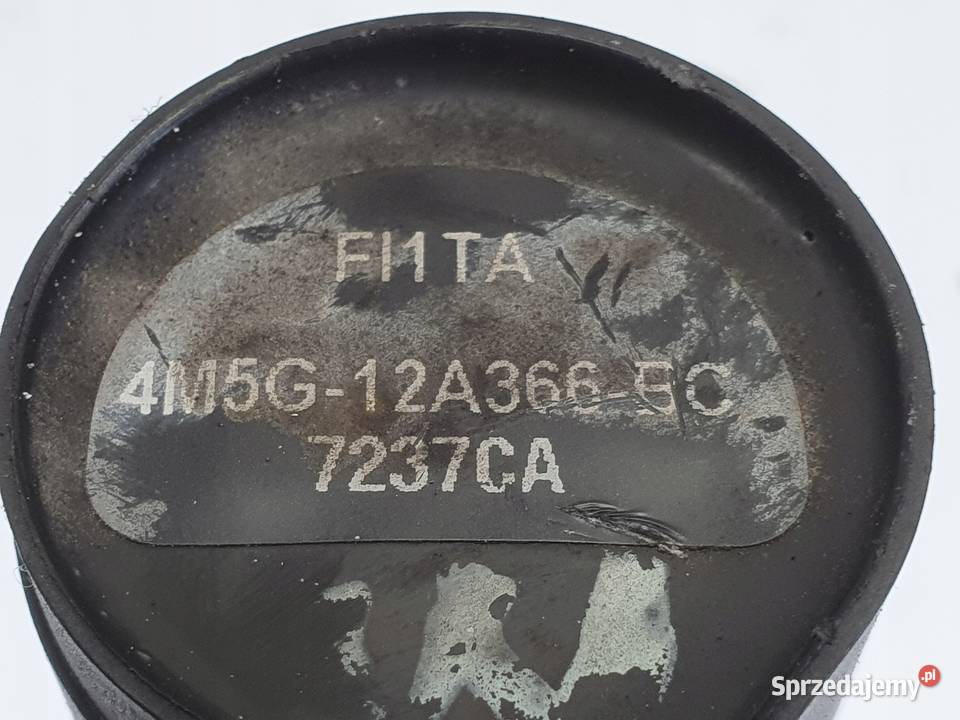 FI1TA
4M5G-12A366-BC
7237CA
Sprzedajemy.pl